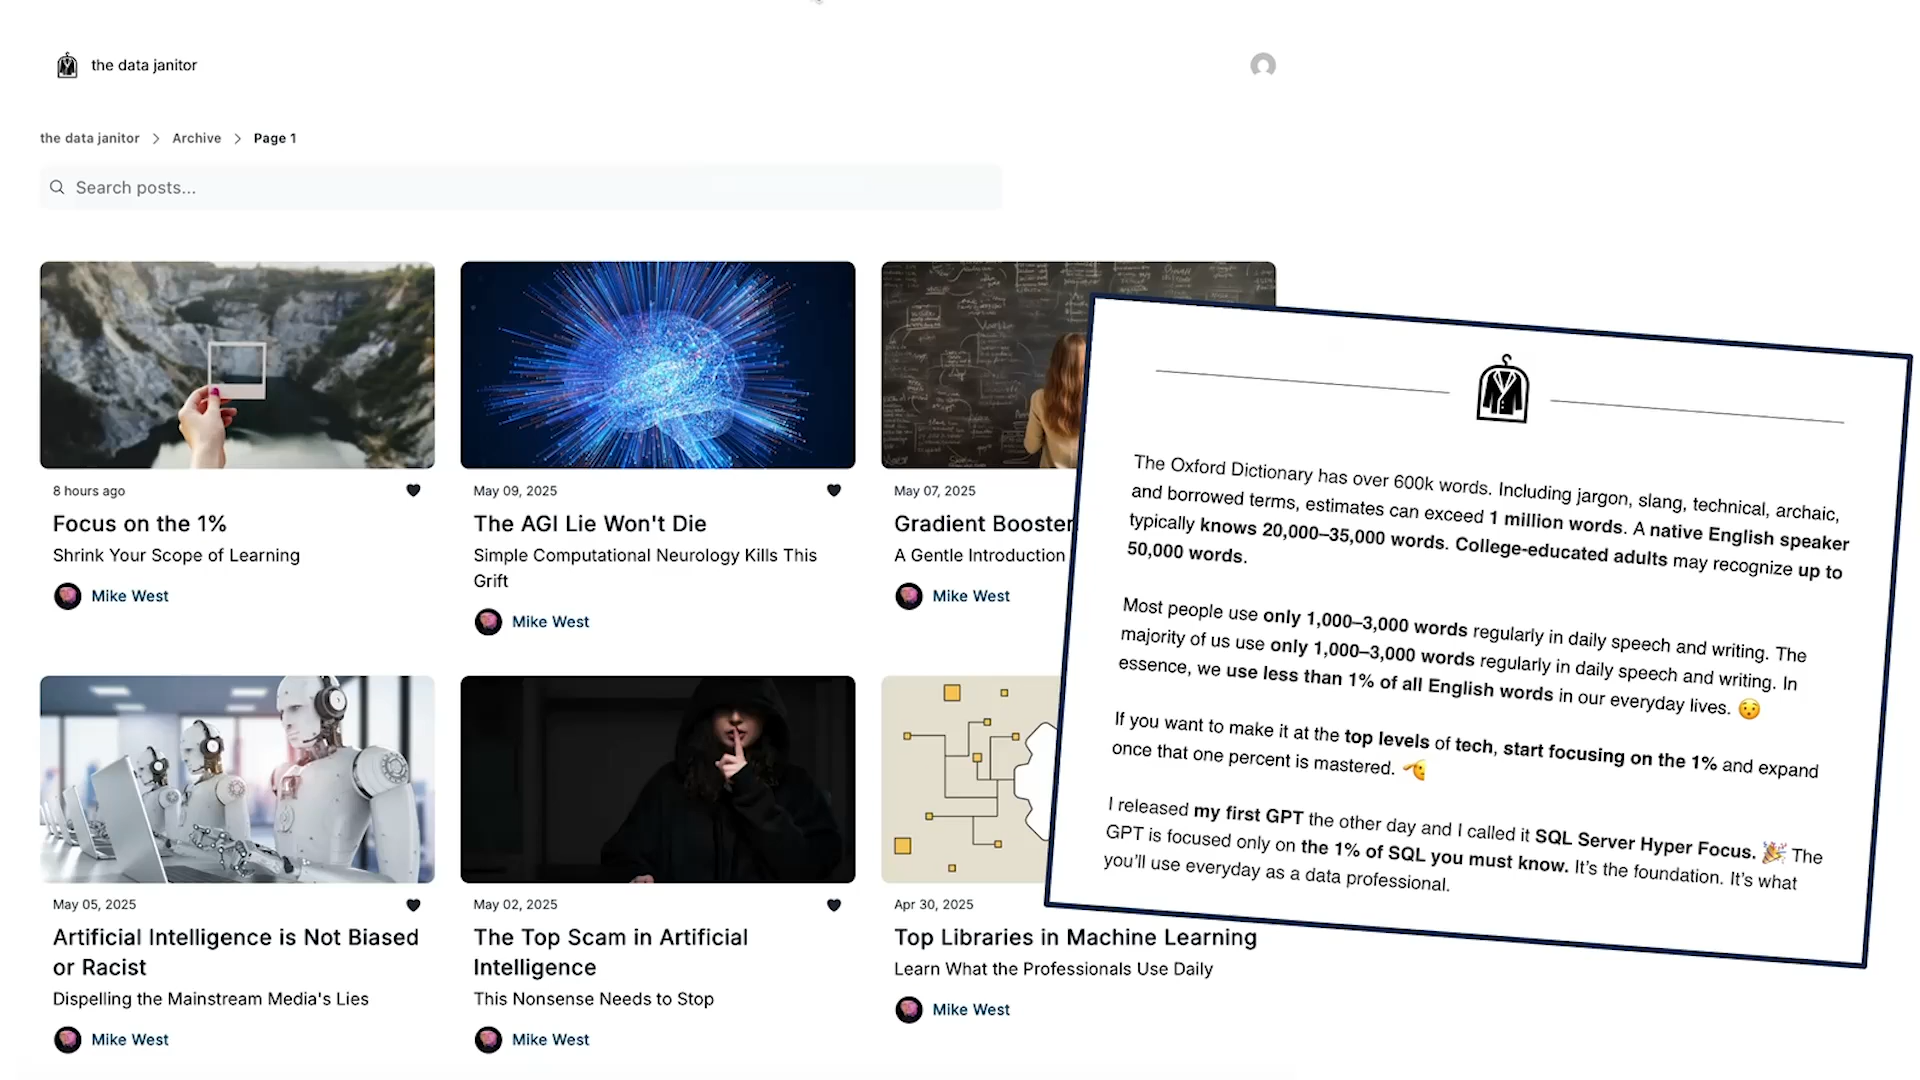 the data janitor
the data janitor > Archive > Page 1
Search posts...
8 hours ago
Focus on the 1%
Shrink Your Scope of Learning
Mike West
May 09, 2025
The AGI Lie Won't Die
Simple Computational Neurology Kills This
Grift
Mike West
May 07, 2025
Gradient Booster
A Gentle Introduction
Mike West
May 05, 2025
Artificial Intelligence is Not Biased
or Racist
Dispelling the Mainstream Media's Lies
Mike West
May 02, 2025
The Top Scam in Artificial
Intelligence
This Nonsense Needs to Stop
Mike West
Apr 30, 2025
Top Libraries in Machine Learning
Learn What the Professionals Use Daily
Mike West
The Oxford Dictionary has over 600k words. Including jargon, slang, technical, archaic,
and borrowed terms, estimates can exceed 1 million words. A native English speaker
typically knows 20,000–35,000 words. College-educated adults may recognize up to
50,000 words.
Most people use only 1,000–3,000 words regularly in daily speech and writing. The
majority of us use only 1,000–3,000 words regularly in daily speech and writing. In
essence, we use less than 1% of all English words in our everyday lives. 😯
If you want to make it at the top levels of tech, start focusing on the 1% and expand
once that one percent is mastered. 🫡
I released my first GPT the other day and I called it SQL Server Hyper Focus. 🎉 The
GPT is focused only on the 1% of SQL you must know. It's the foundation. It's what
you'll use everyday as a data professional.